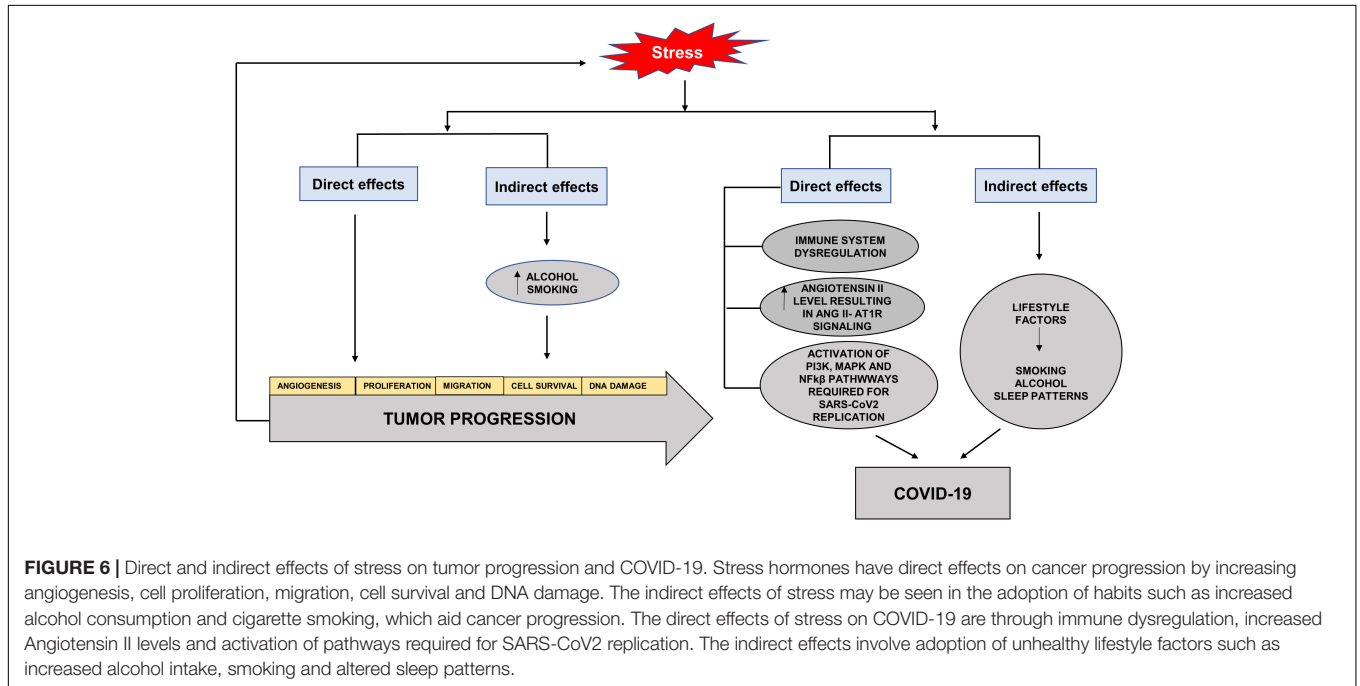 Stress
Direct effects
Indirect effects
ALCOHOL
SMOKING
ANGIOGENESIS
PROLIFERATION
MIGRATION
CELL SURVIVAL
DNA DAMAGE
TUMOR PROGRESSION
Direct effects
Indirect effects
IMMUNE SYSTEM
DYSREGULATION
ANGIOTENSIN II
LEVEL RESULTING
IN ANG II- AT1R
SIGNALING
ACTIVATION OF
PI3K, MAPK AND
NFkβ PATHWWAYS
REQUIRED FOR
SARS-CoV2
REPLICATION
LIFESTYLE
FACTORS
SMOKING
ALCOHOL
SLEEP PATTERNS
COVID-19
FIGURE 6 | Direct and indirect effects of stress on tumor progression and COVID-19. Stress hormones have direct effects on cancer progression by increasing
angiogenesis, cell proliferation, migration, cell survival and DNA damage. The indirect effects of stress may be seen in the adoption of habits such as increased
alcohol consumption and cigarette smoking, which aid cancer progression. The direct effects of stress on COVID-19 are through immune dysregulation, increased
Angiotensin II levels and activation of pathways required for SARS-CoV2 replication. The indirect effects involve adoption of unhealthy lifestyle factors such as
increased alcohol intake, smoking and altered sleep patterns.